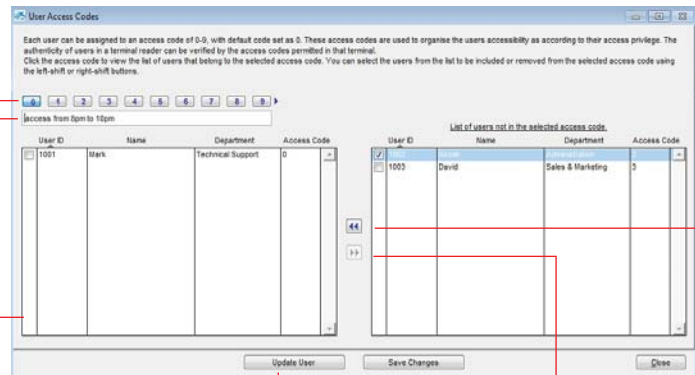 User Access Codes
Each user can be assigned to an access code of 0-9, with default code set as 0. These access codes are used to organise the users accessibility as according to their access privilege. The
authenticity of users in a terminal reader can be verified by the access codes permitted in that terminal.
Click the access code to view the list of users that belong to the selected access code. You can select the users from the list to be included or removed from the selected access code using
the left-shift or right-shift buttons.
0 1 2 3 4 5 6 7 8 9
access from 8pm to 10pm
List of users not in the selected access code.
User ID Name Department Access Code User ID Name Department Access Code
1001 Mark Technical Support 0
1003 David Sales & Marketing 3
Update User Save Changes Close